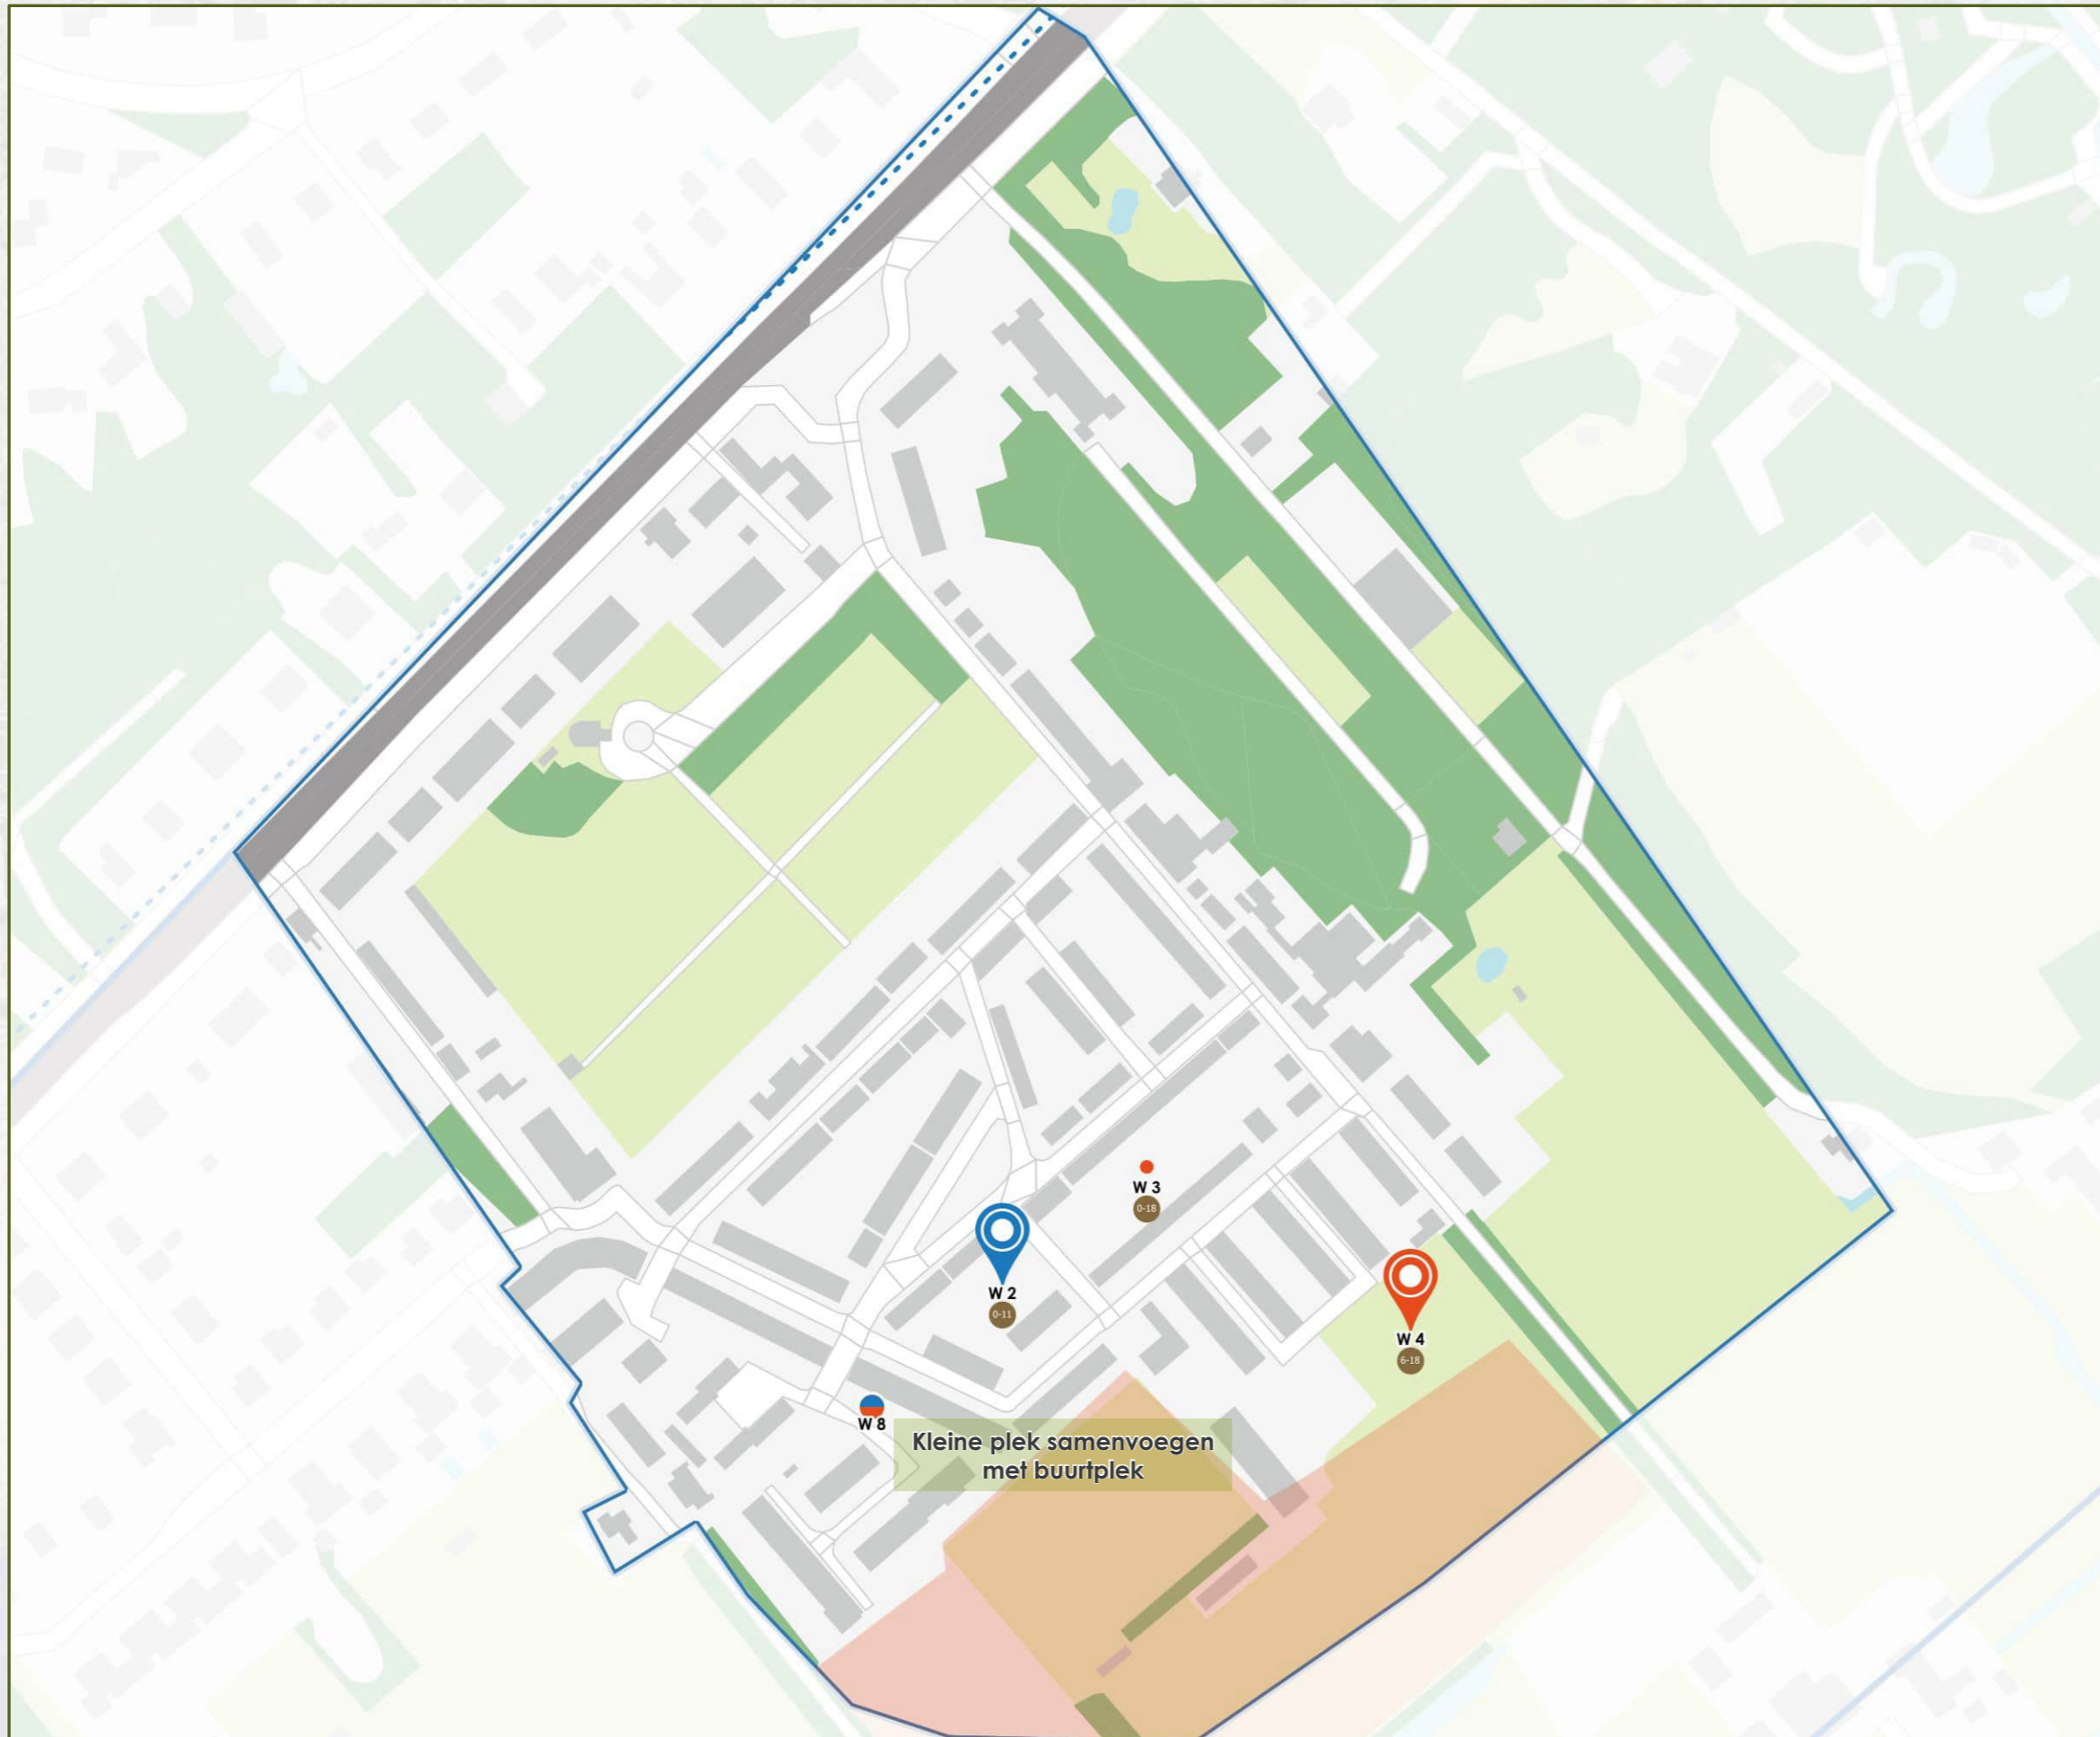 W 3
0-18
W 2
0-11
W 4
6-18
W 8
Kleine plek samenvoegen
met buurtplek